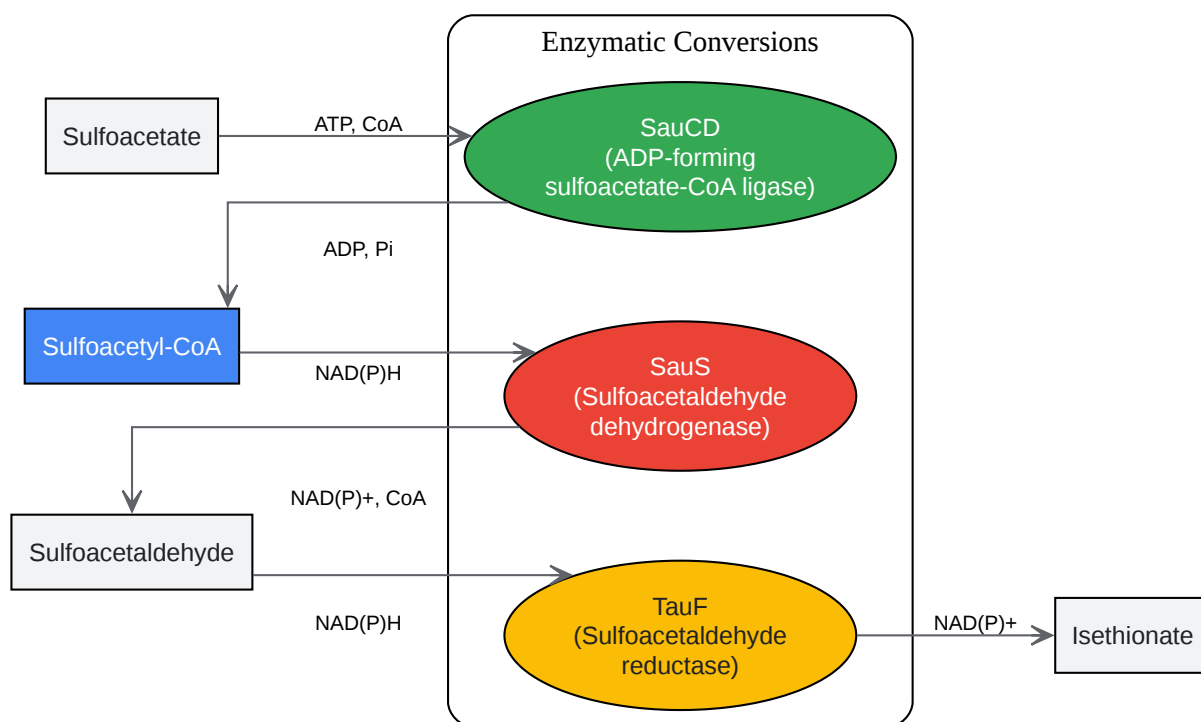 Enzymatic Conversions
Sulfoacetate
ATP, CoA
SauCD
(ADP-forming
sulfoacetate-CoA ligase)
ADP, Pi
Sulfoacetyl-CoA
NAD(P)H
SauS
(Sulfoacetaldehyde
dehydrogenase)
NAD(P)+, CoA
Sulfoacetaldehyde
NAD(P)H
TauF
(Sulfoacetaldehyde
reductase)
NAD(P)+
Isethionate